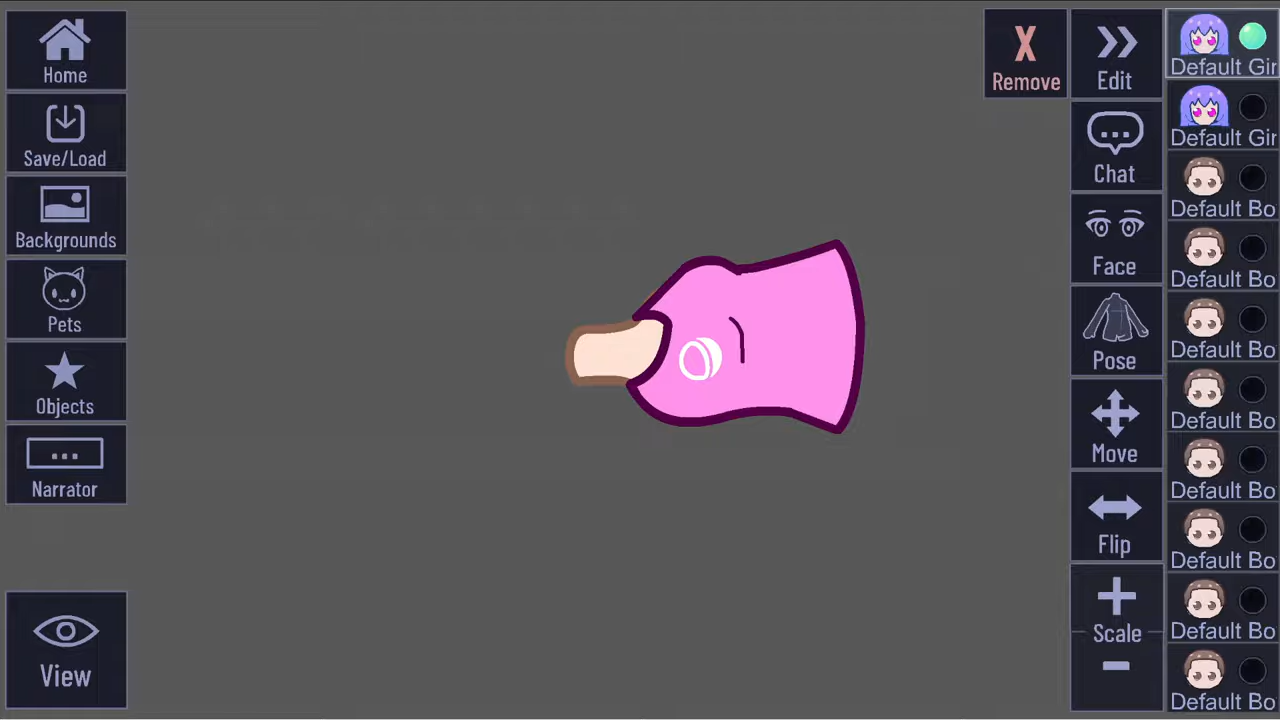 Home
Save/Load
Backgrounds
Pets
Objects
Narrator
View
X
Remove
Edit
Chat
Face
Pose
Move
Flip
Scale
Default Gir
Default Gir
Default Bo
Default Bo
Default Bo
Default Bo
Default Bo
Default Bo
Default Bo
Default Bo